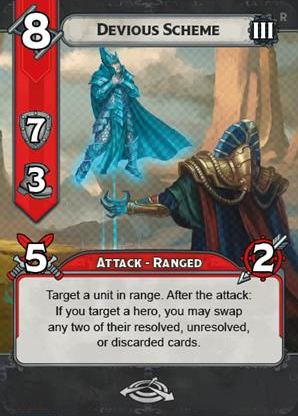 8
DEVIOUS SCHEME
III
R
7
3
5
ATTACK - RANGED
2
Target a unit in range. After the attack:
If you target a hero, you may swap
any two of their resolved, unresolved,
or discarded cards.